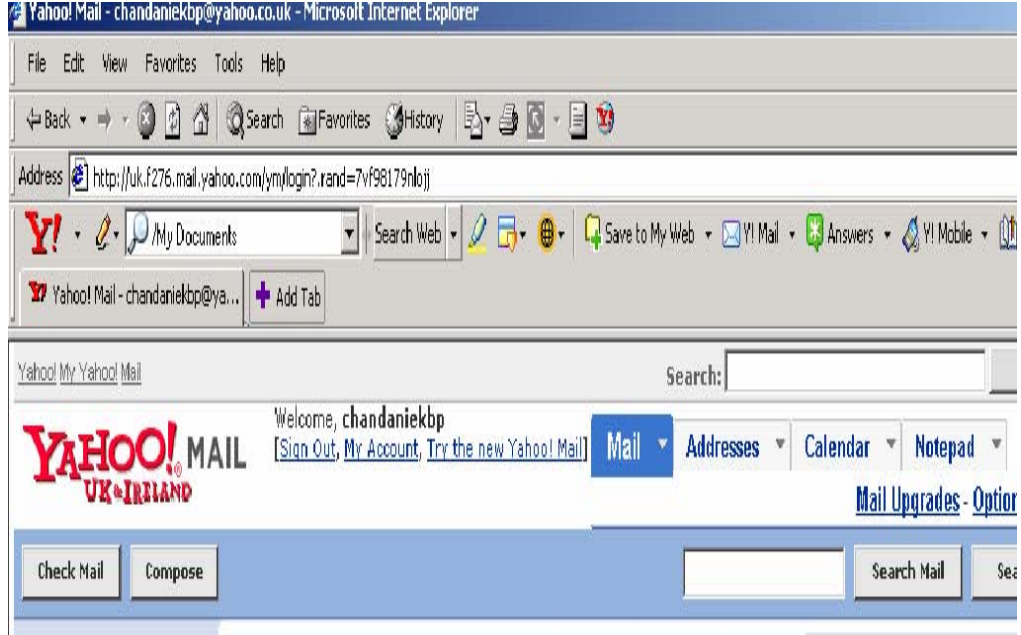 Yahoo! Mail - chandaniekbp@yahoo.co.uk - Microsoft Internet Explorer
File Edit View Favorites Tools Help
Back Search Favorites History
Address http://uk.f276.mail.yahoo.com/ym/login?.rand=7vf98179nlojj
Y! /My Documents Search Web Save to My Web Y! Mail Answers Y! Mobile
Yahoo! Mail - chandaniekbp@ya... Add Tab
Yahoo! My Yahoo! Mail Search:
Welcome, chandaniekbp
YAHOO! MAIL [Sign Out, My Account, Try the new Yahoo! Mail] Mail Addresses Calendar Notepad
UK & IRELAND
Mail Upgrades - Option
Check Mail Compose Search Mail Sea